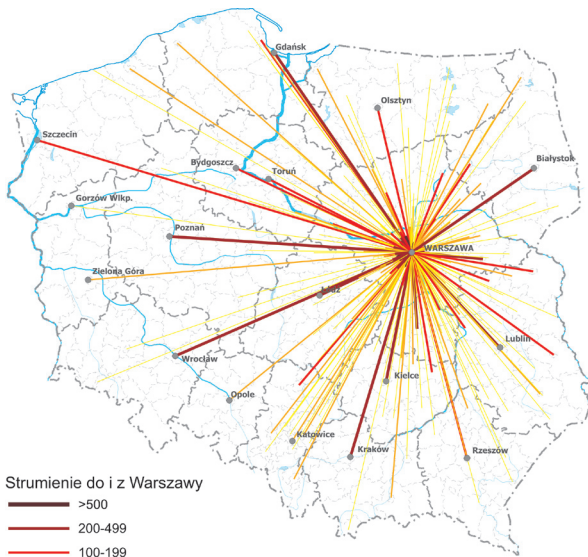 Gdańsk
Olsztyn
Szczecin
Bydgoszcz
Białystok
Toruń
Gorzów Wlkp.
Poznań
WARSZAWA
Zielona Góra
Łódź
Lublin
Wrocław
Kielce
Opole
Katowice
Kraków
Rzeszów
Strumienie do i z Warszawy
>500
200-499
100-199